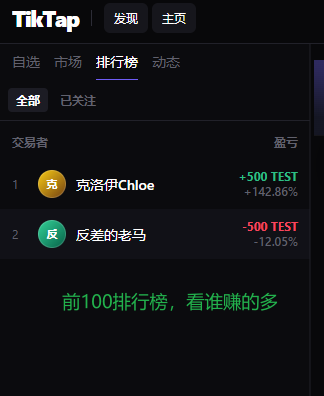 TikTap 发现 主页
自选 市场 排行榜 动态
全部 已关注
交易者 盈亏
1 克 克洛伊Chloe +500 TEST
+142.86%
2 反 反差的老马 -500 TEST
-12.05%
前100排行榜，看谁赚的多